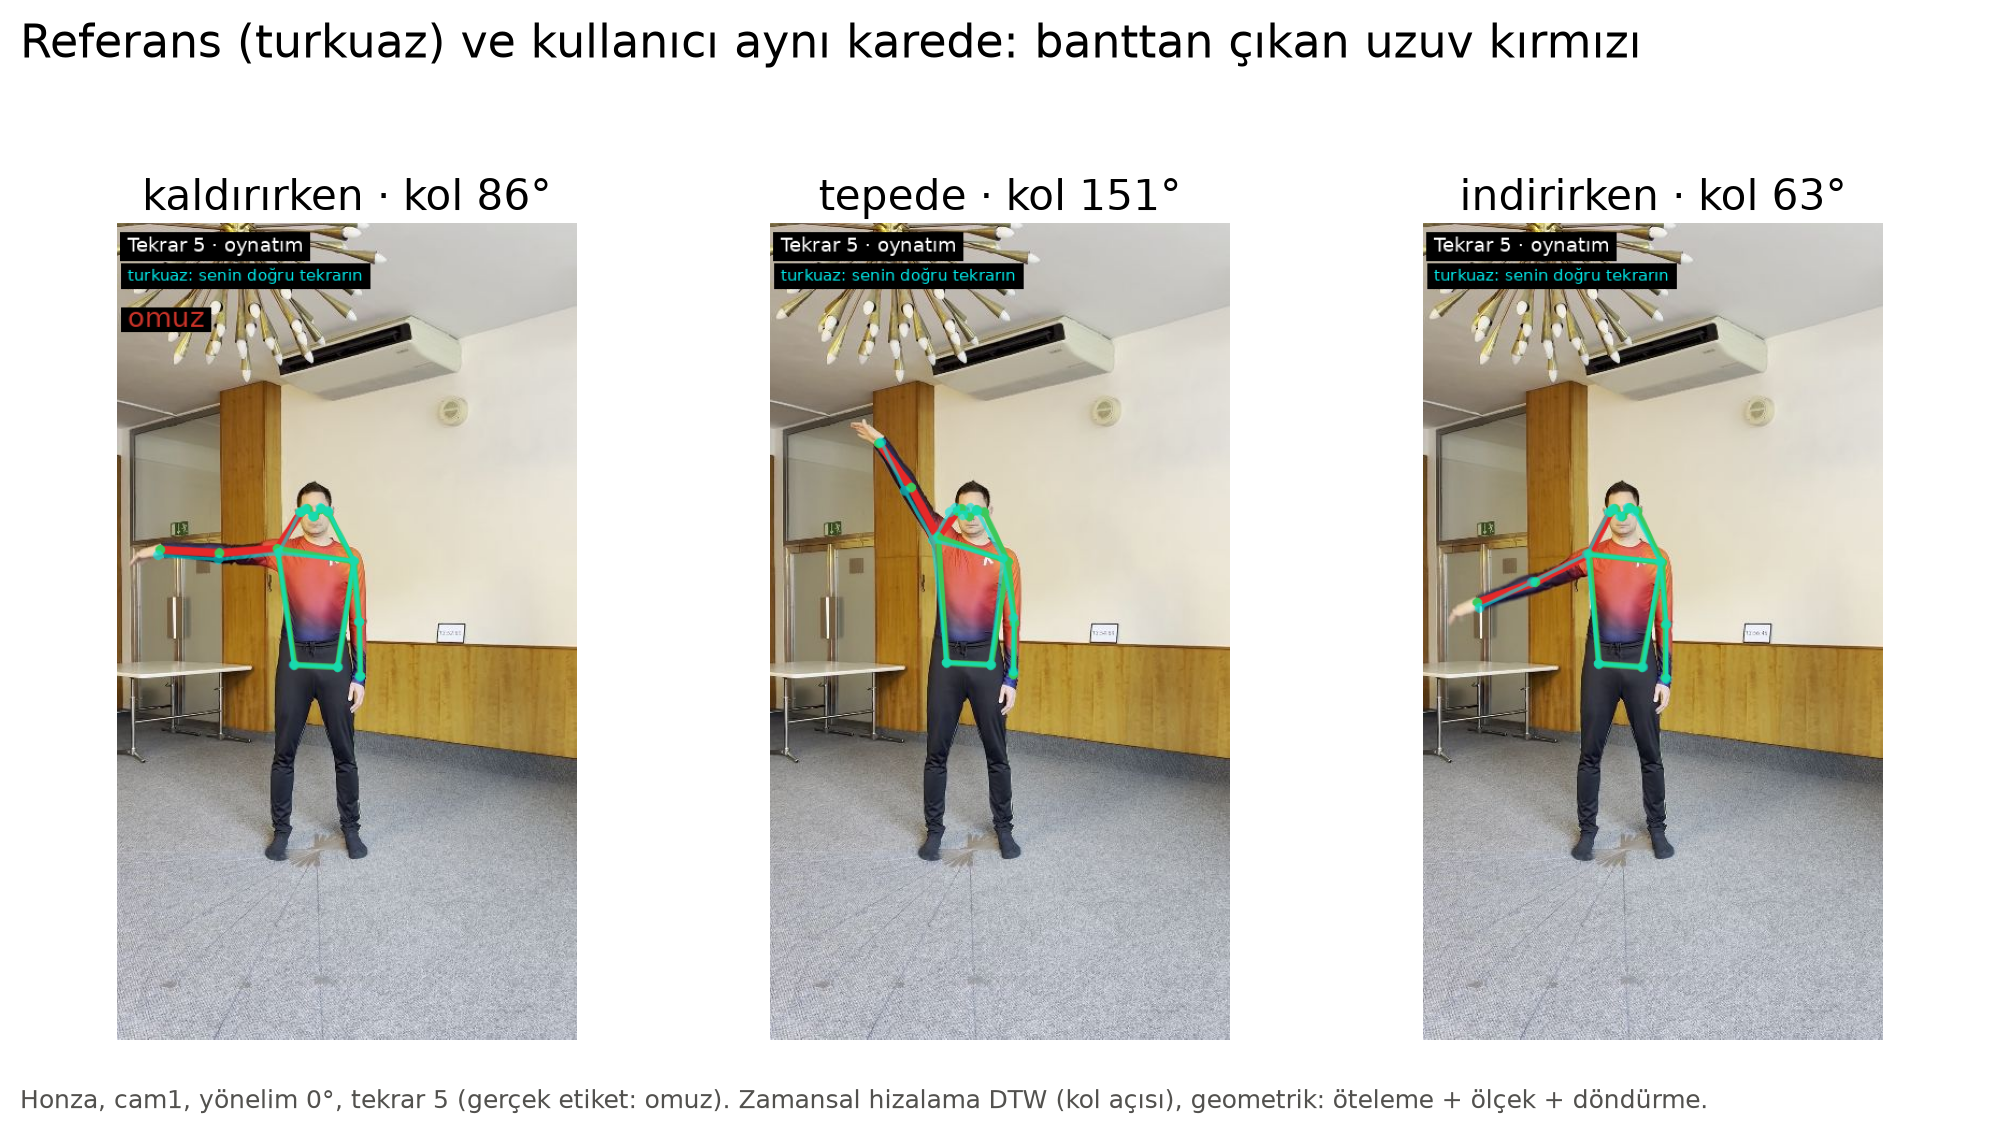 Referans (turkuaz) ve kullanıcı aynı karede: banttan çıkan uzuv kırmızı
kaldırırken · kol 86°
Tekrar 5 · oynatım
turkuaz: senin doğru tekrarın
omuz
tepede · kol 151°
Tekrar 5 · oynatım
turkuaz: senin doğru tekrarın
indirirken · kol 63°
Tekrar 5 · oynatım
turkuaz: senin doğru tekrarın
Honza, cam1, yönelim 0°, tekrar 5 (gerçek etiket: omuz). Zamansal hizalama DTW (kol açısı), geometrik: öteleme + ölçek + döndürme.